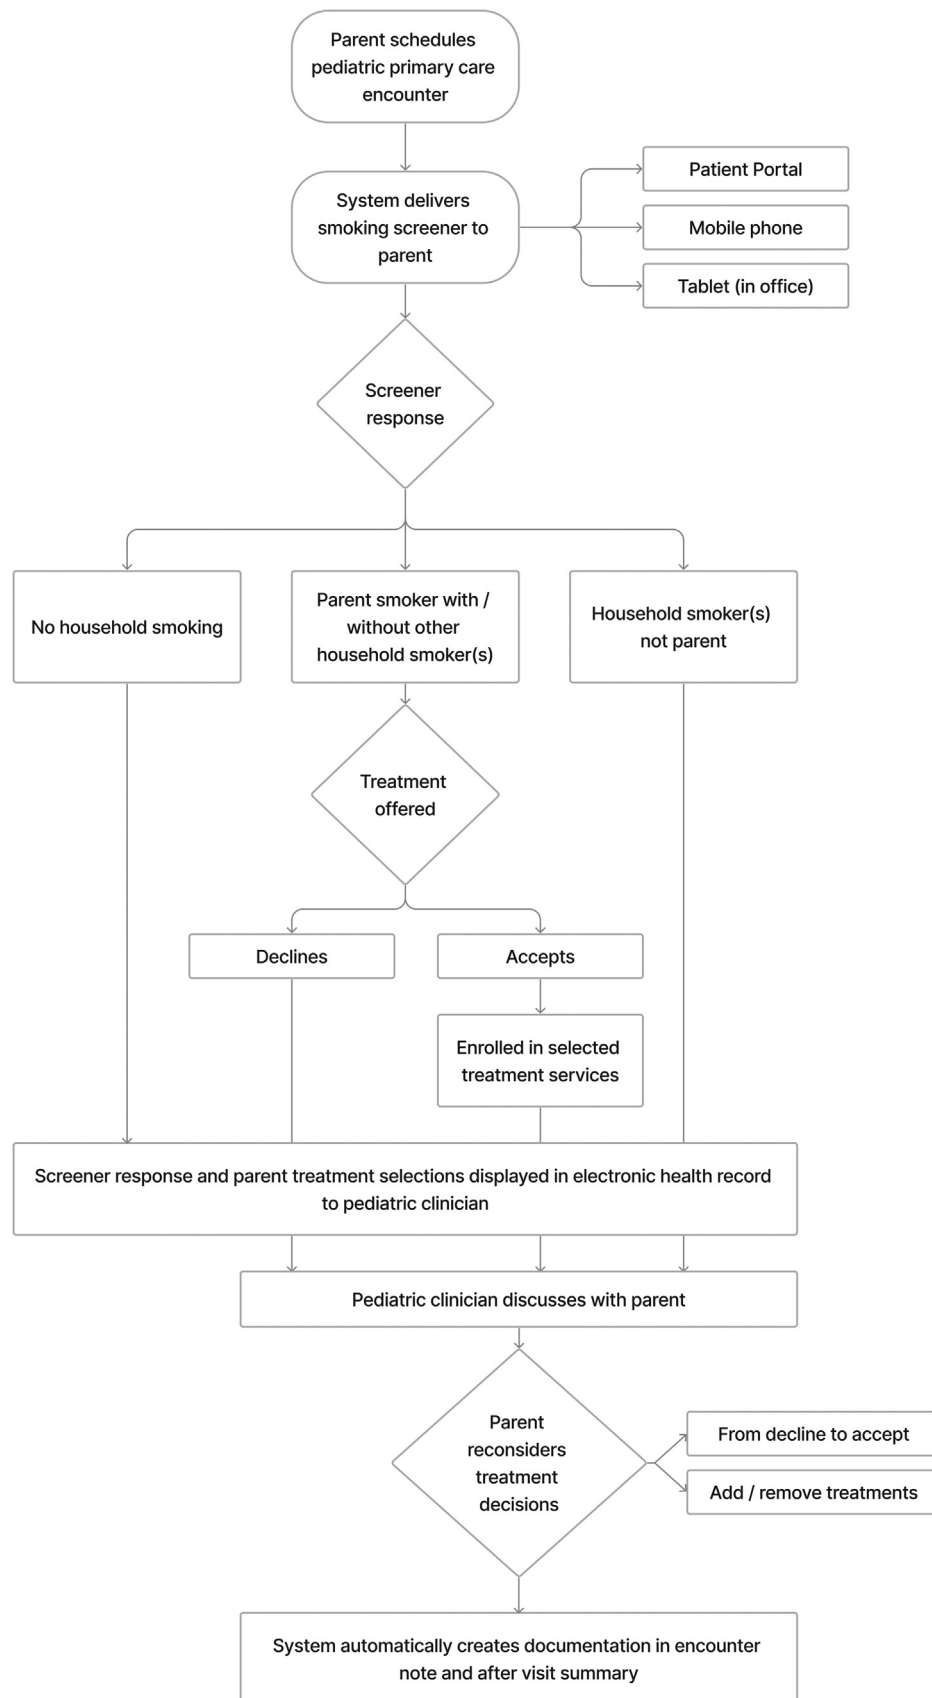 Parent schedules
pediatric primary care
encounter
System delivers
smoking screener to
parent
Patient Portal
Mobile phone
Tablet (in office)
Screener
response
No household smoking
Parent smoker with /
without other
household smoker(s)
Household smoker(s)
not parent
Treatment
offered
Declines
Accepts
Enrolled in selected
treatment services
Screener response and parent treatment selections displayed in electronic health record
to pediatric clinician
Pediatric clinician discusses with parent
Parent
reconsiders
treatment
decisions
From decline to accept
Add / remove treatments
System automatically creates documentation in encounter
note and after visit summary